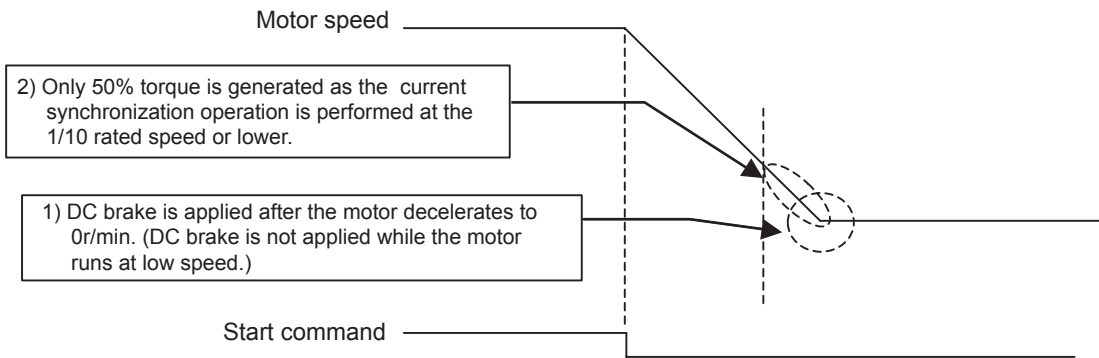 Motor speed
2) Only 50% torque is generated as the current
synchronization operation is performed at the
1/10 rated speed or lower.
1) DC brake is applied after the motor decelerates to
0r/min. (DC brake is not applied while the motor
runs at low speed.)
Start command